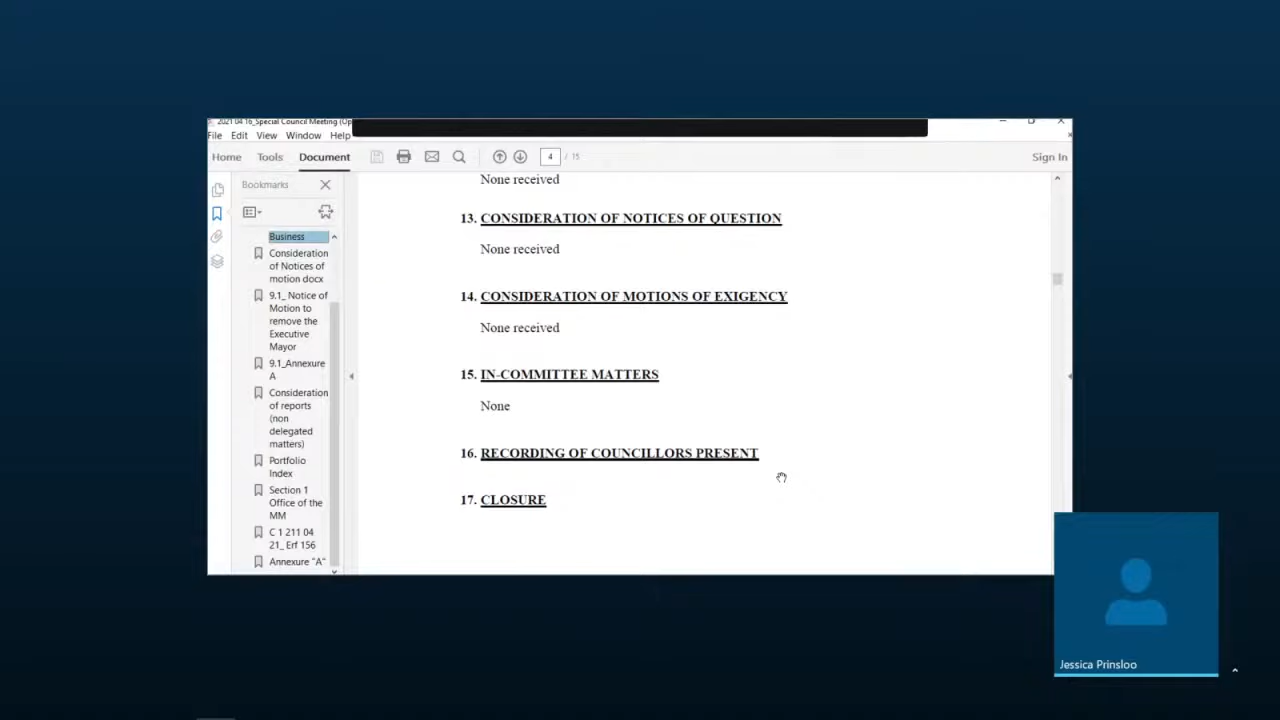 2021 04 16_Special Council Meeting (Op
File Edit View Window Help
Home Tools Document 4 / 15 Sign In
Bookmarks
Business
Consideration
of Notices of
motion docx
9.1_ Notice of
Motion to
remove the
Executive
Mayor
9.1_Annexure
A
Consideration
of reports
(non
delegated
matters)
Portfolio
Index
Section 1
Office of the
MM
C 1 211 04
21_ Erf 156
Annexure "A"
None received
13. CONSIDERATION OF NOTICES OF QUESTION
None received
14. CONSIDERATION OF MOTIONS OF EXIGENCY
None received
15. IN-COMMITTEE MATTERS
None
16. RECORDING OF COUNCILLORS PRESENT
17. CLOSURE
Jessica Prinsloo